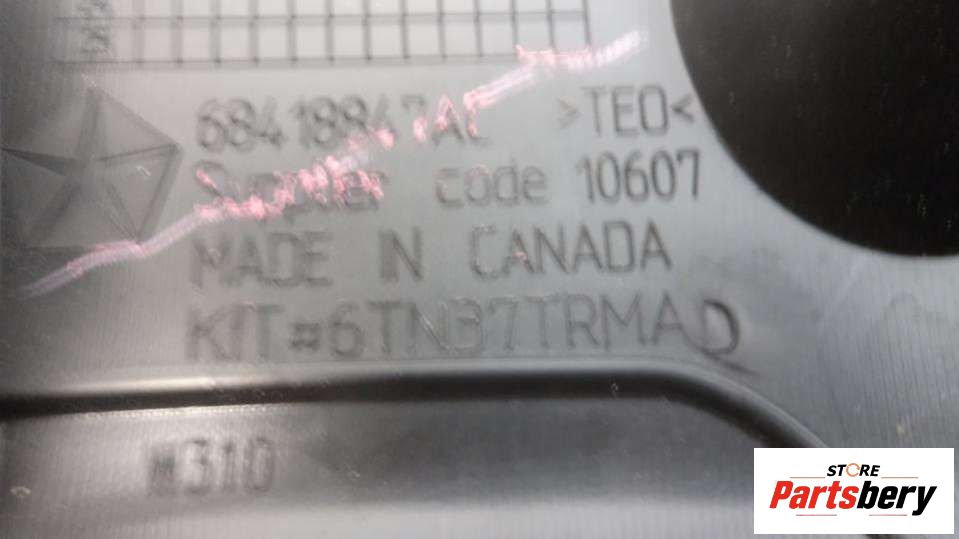 68418847AC >TEO<
Supplier code 10607
MADE IN CANADA
KIT#6TN37TRMAD
M310
STORE
Partsbery